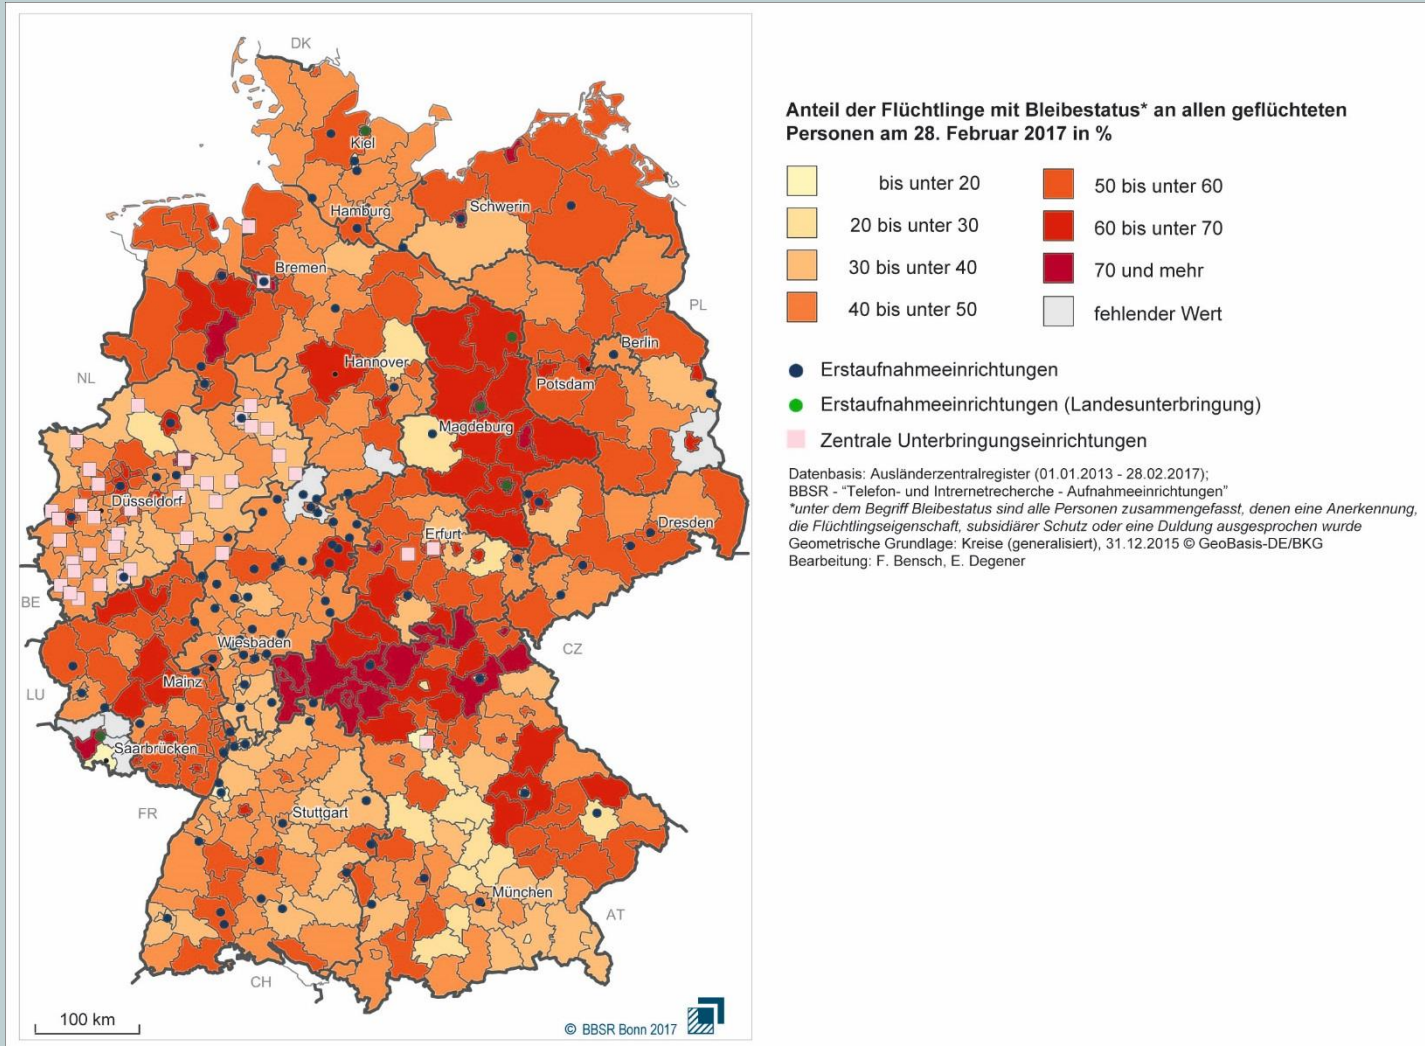 DK
Kiel
Hamburg
Schwerin
Bremen
PL
Berlin
Hannover
NL
Potsdam
Magdeburg
Düsseldorf
Dresden
Erfurt
BE
Wiesbaden
CZ
LU
Mainz
Saarbrücken
FR
Stuttgart
München
AT
CH
100 km
© BBSR Bonn 2017
Anteil der Flüchtlinge mit Bleibestatus* an allen geflüchteten
Personen am 28. Februar 2017 in %
bis unter 20
20 bis unter 30
30 bis unter 40
40 bis unter 50
50 bis unter 60
60 bis unter 70
70 und mehr
fehlender Wert
Erstaufnahmeeinrichtungen
Erstaufnahmeeinrichtungen (Landesunterbringung)
Zentrale Unterbringungseinrichtungen
Datenbasis: Ausländerzentralregister (01.01.2013 - 28.02.2017);
BBSR - "Telefon- und Intrernetrecherche - Aufnahmeeinrichtungen"
*unter dem Begriff Bleibestatus sind alle Personen zusammengefasst, denen eine Anerkennung,
die Flüchtlingseigenschaft, subsidiärer Schutz oder eine Duldung ausgesprochen wurde
Geometrische Grundlage: Kreise (generalisiert), 31.12.2015 © GeoBasis-DE/BKG
Bearbeitung: F. Bensch, E. Degener